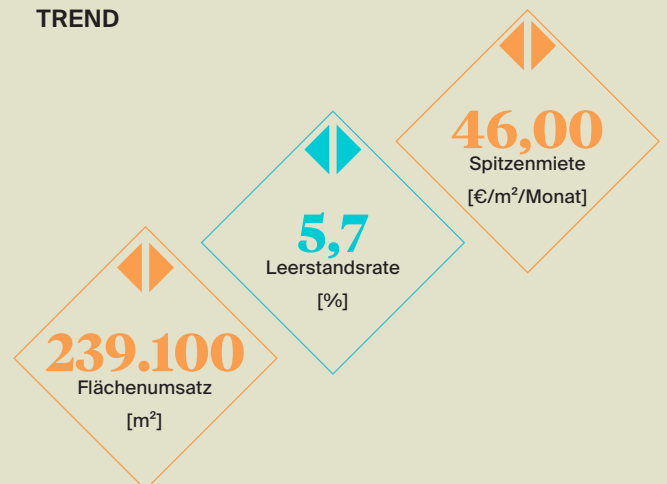 TREND
46,00
Spitzenmiete
[€/m²/Monat]
5,7
Leerstandsrate
[%]
239.100
Flächenumsatz
[m²]